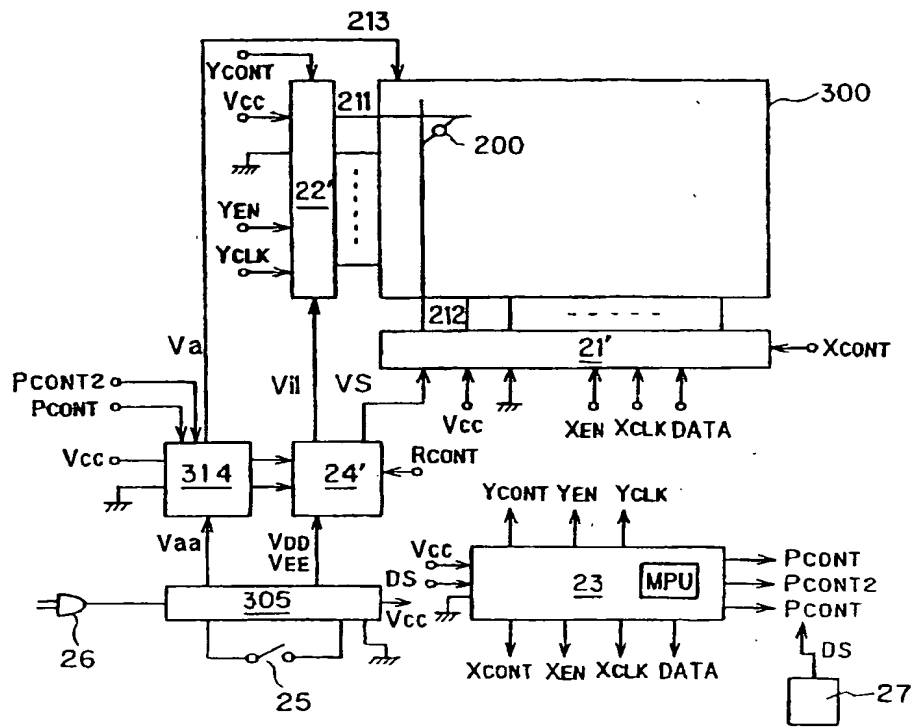 213
YCONT
VCC
211
300
200
22'
YEN
YCLK
212
21'
XCONT
Va
PCONT2
PCONT
Vil
VS
VCC
XEN XCLK DATA
VCC
314
24'
RCONT
YCONT YEN YCLK
Vaa
VDD
VEE
VCC
DS
23
MPU
PCONT
PCONT2
PCONT
305
VCC
26
25
XCONT XEN XCLK DATA
DS
27